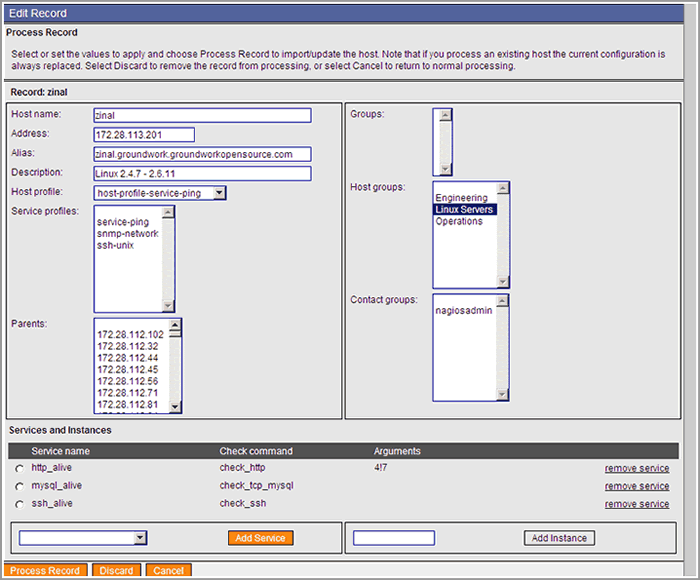 Edit Record
Process Record
Select or set the values to apply and choose Process Record to import/update the host. Note that if you process an existing host the current configuration is
always replaced. Select Discard to remove the record from processing, or select Cancel to return to normal processing.
Record: zinal
Host name:
zinal
Address:
172.28.113.201
Alias:
zinal.groundwork.groundworkopensource.com
Description:
Linux 2.4.7 - 2.6.11
Host profile:
host-profile-service-ping
Service profiles:
service-ping
snmp-network
ssh-unix
Parents:
172.28.112.102
172.28.112.32
172.28.112.44
172.28.112.45
172.28.112.56
172.28.112.71
172.28.112.81
Groups:
Host groups:
Engineering
Linux Servers
Operations
Contact groups:
nagiosadmin
Services and Instances
Service name Check command Arguments
http_alive check_http 4!7 remove service
mysql_alive check_tcp_mysql remove service
ssh_alive check_ssh remove service
Add Service Add Instance
Process Record Discard Cancel